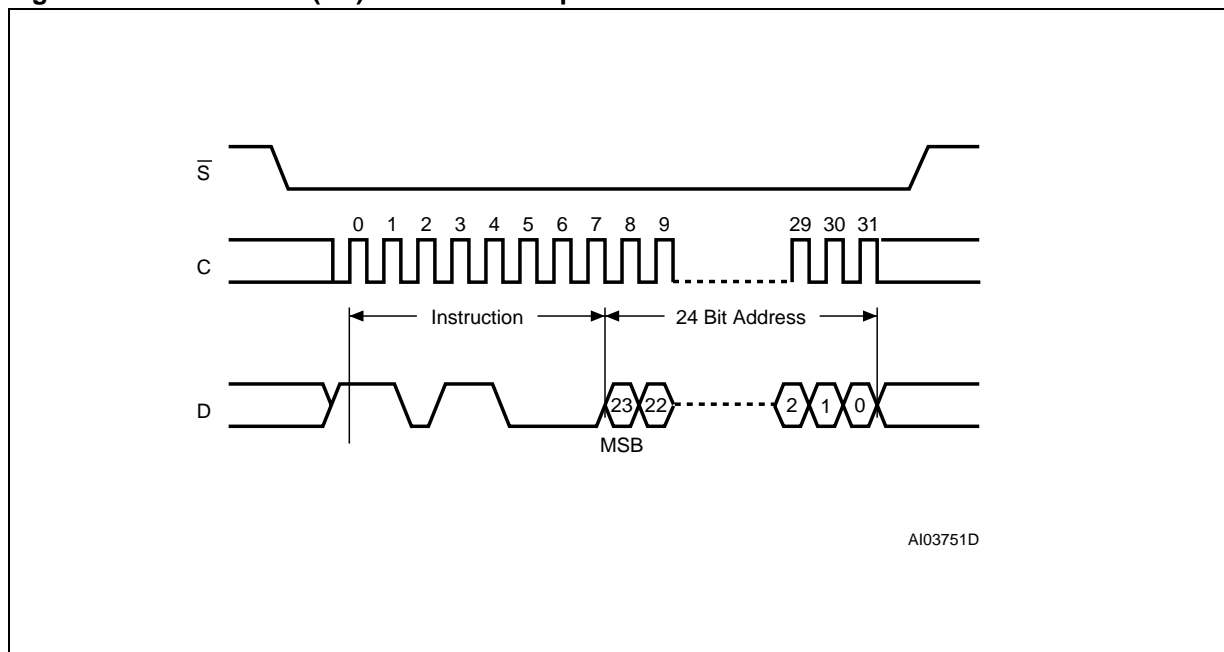 S̅
0 1 2 3 4 5 6 7 8 9 29 30 31
C
Instruction 24 Bit Address
D
23 22 2 1 0
MSB
AI03751D